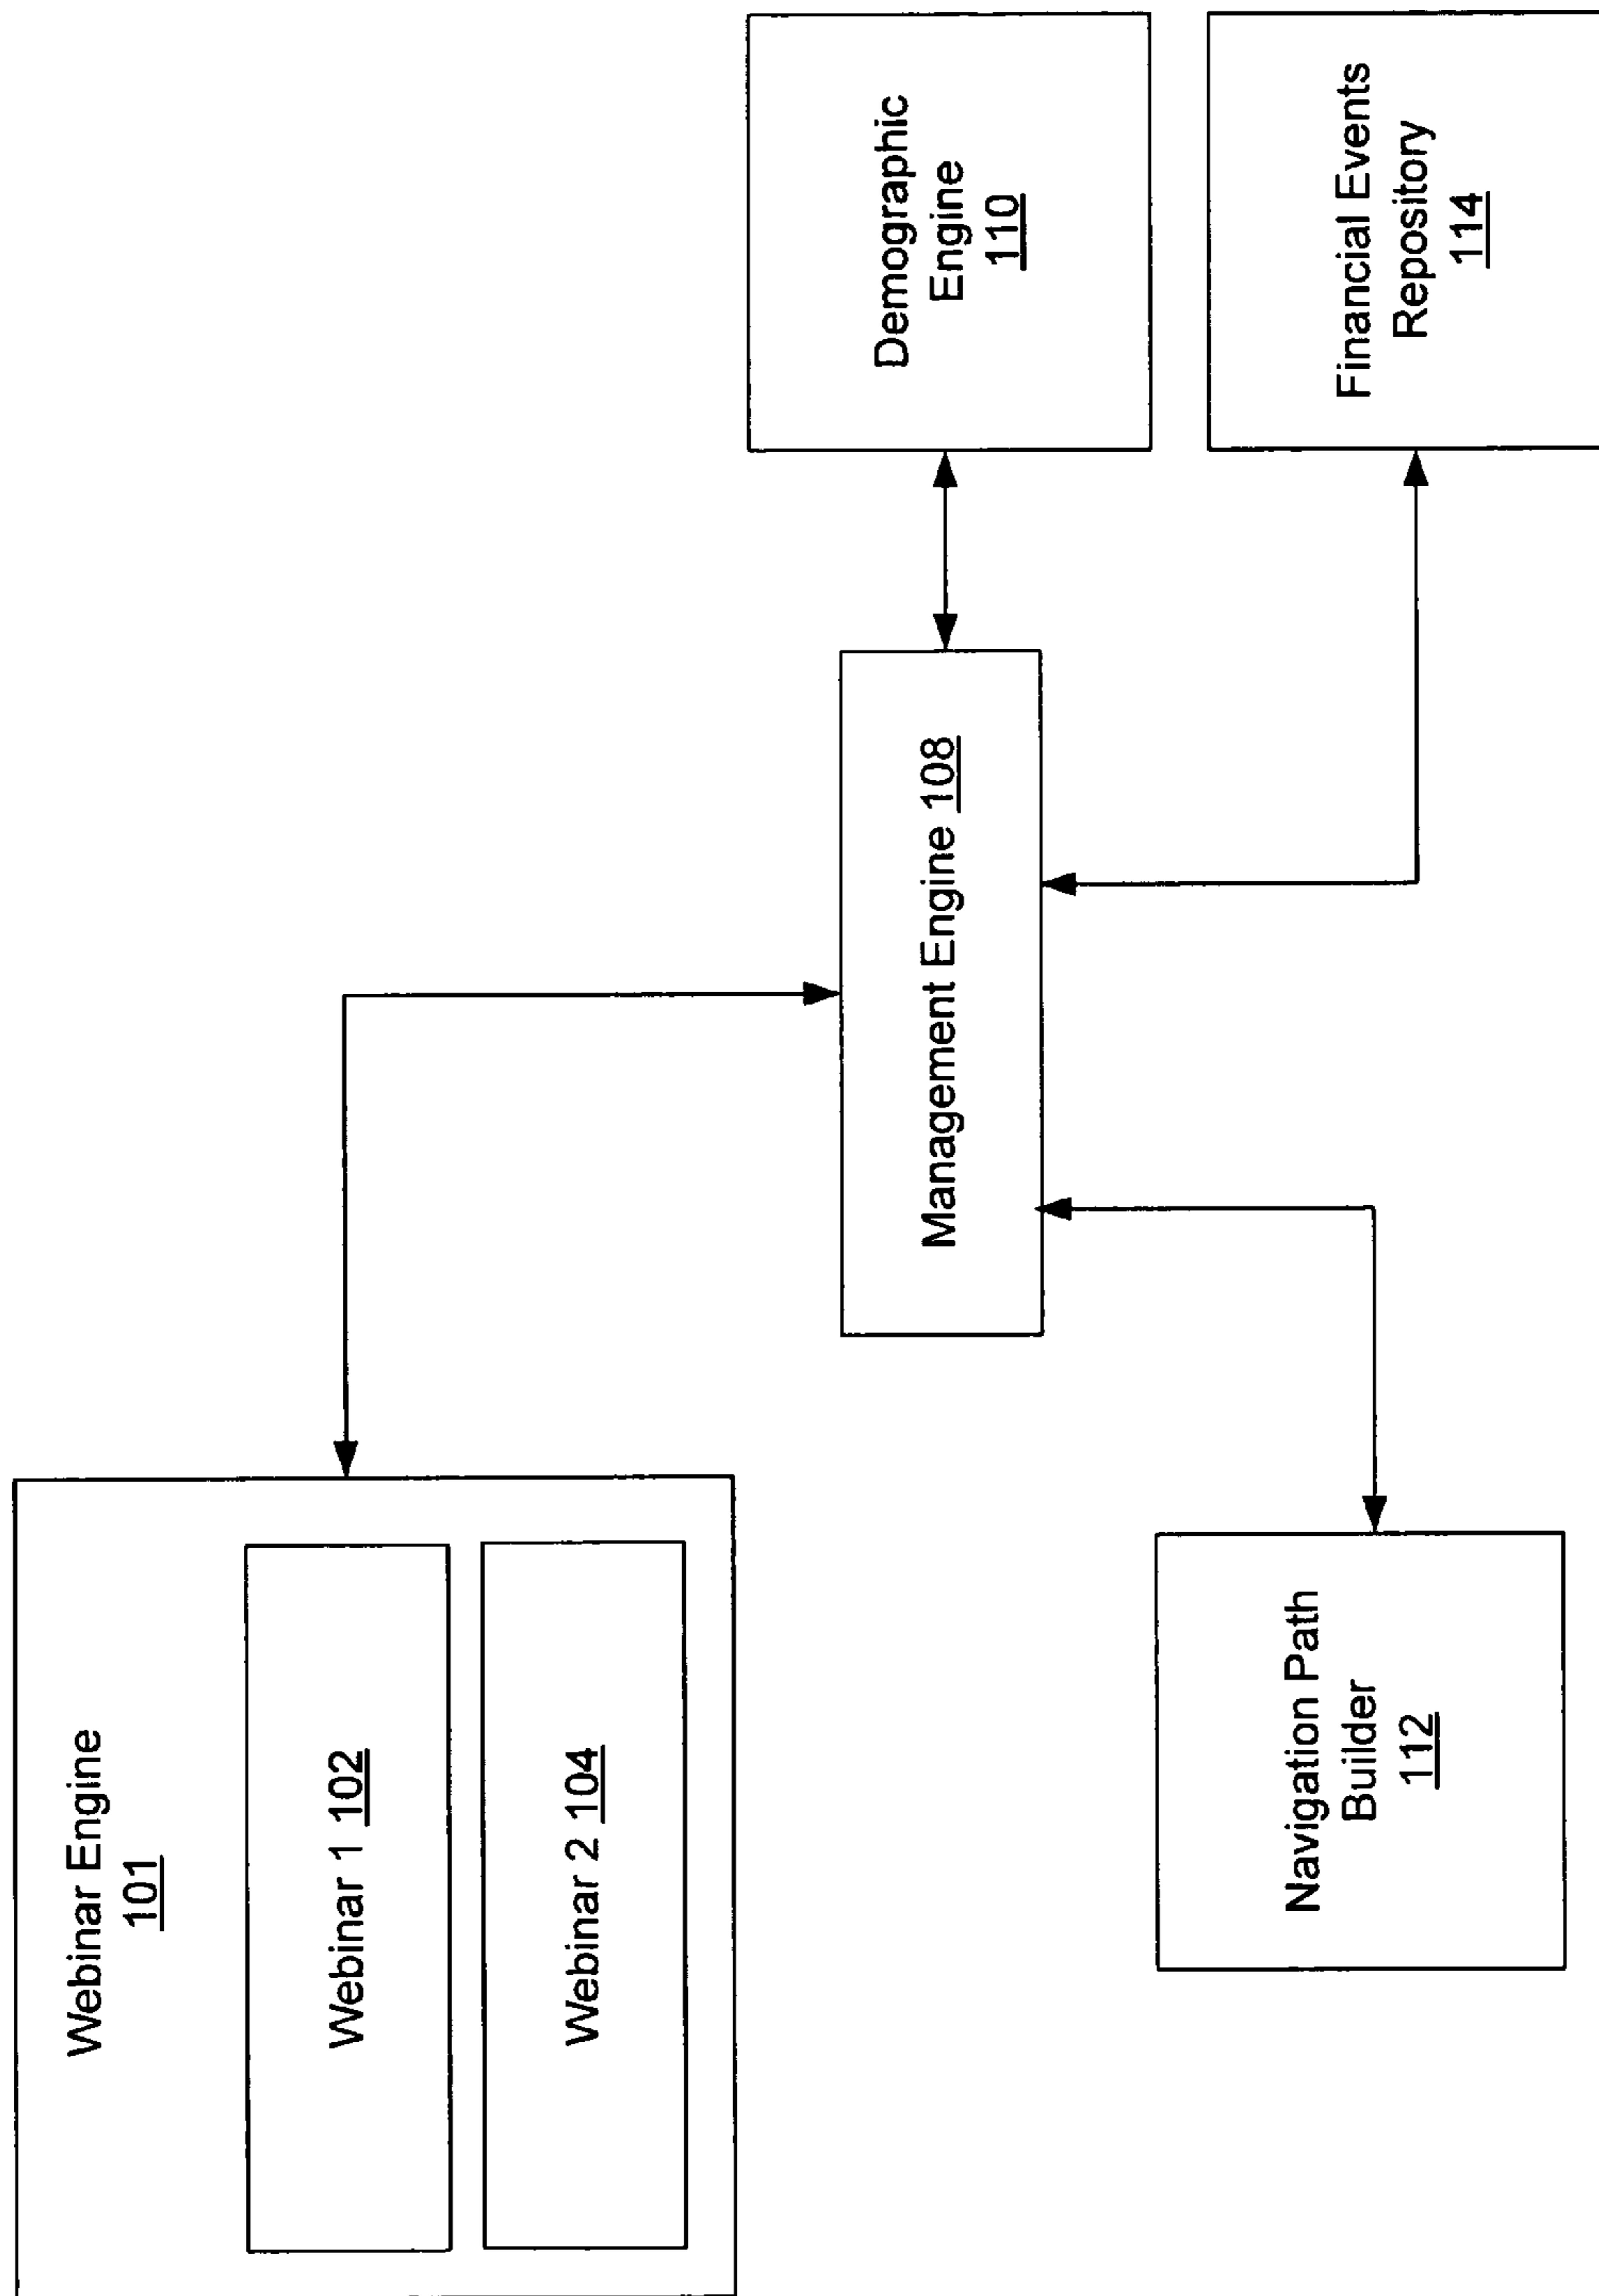 Webinar Engine
101
Webinar 1 102
Webinar 2 104
Management Engine 108
Demographic
Engine
110
Navigation Path
Builder
112
Financial Events
Repository
114